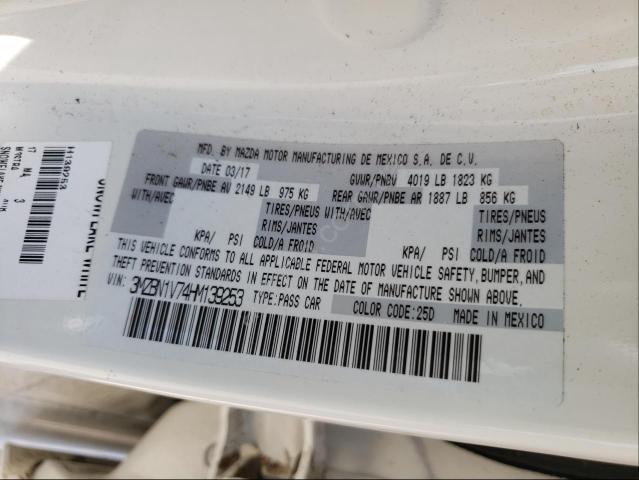 MFD. BY MAZDA MOTOR MANUFACTURING DE MEXICO S.A. DE C.V.
DATE 03/17 GVWR/PNBV 4019 LB 1823 KG
FRONT GAWR/PNBE AV 2149 LB 975 KG REAR GAWR/PNBE AR 1887 LB 856 KG
WITH/AVEC TIRES/PNEUS WITH/AVEC TIRES/PNEUS
RIMS/JANTES RIMS/JANTES
KPA/ PSI COLD/A FROID KPA/ PSI COLD/A FROID
THIS VEHICLE CONFORMS TO ALL APPLICABLE FEDERAL MOTOR VEHICLE SAFETY, BUMPER, AND
THEFT PREVENTION STANDARDS IN EFFECT ON THE DATE OF MANUFACTURE SHOWN ABOVE.
VIN: 3MZBN1V74HM139253 TYPE: PASS CAR
COLOR CODE: 25D MADE IN MEXICO
H139253
17 MA 3